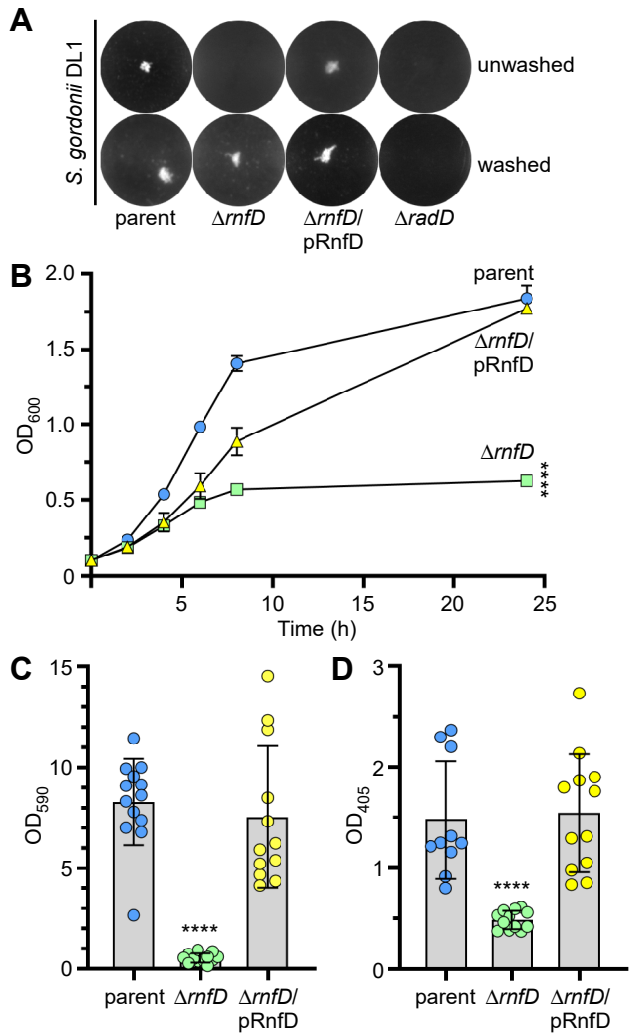 A
S. gordonii DL1
unwashed
washed
parent ΔrnfD ΔrnfD/ ΔradD
pRnfD
B
2.0
1.5
1.0
0.5
0
OD600
5 10 15 20 25
Time (h)
parent
ΔrnfD/
pRnfD
ΔrnfD
****
C
15
10
5
0
OD590
****
parent ΔrnfD ΔrnfD/
pRnfD
D
3
2
1
0
OD405
****
parent ΔrnfD ΔrnfD/
pRnfD